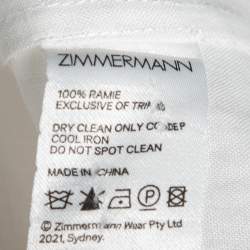 ZIMMERMANN
100% RAMIE
EXCLUSIVE OF TRIM
DRY CLEAN ONLY
COOL IRON
DO NOT SPOT CLEAN
MADE IN CHINA
© Zimmermann Wear Pty Ltd
2021, Sydney.